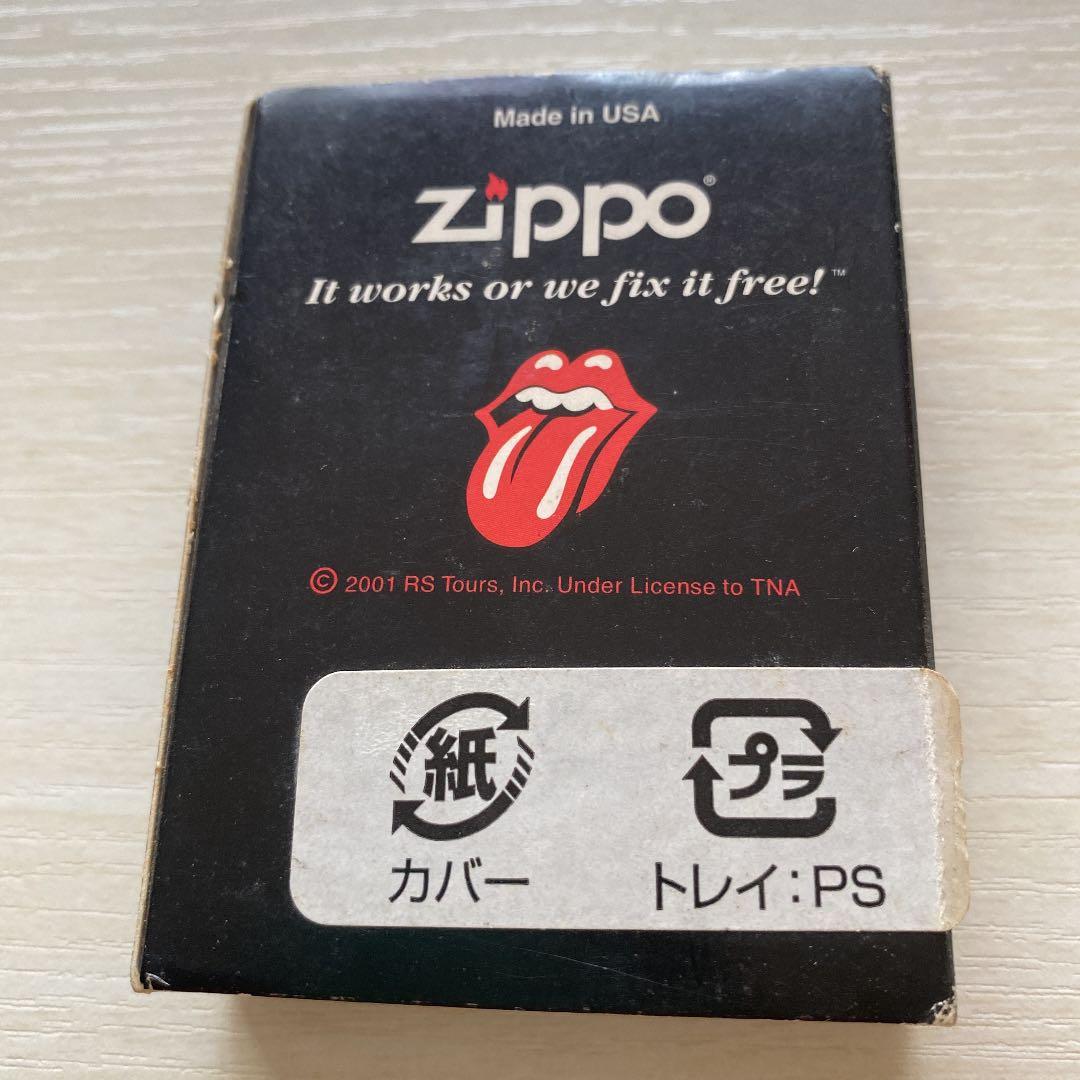 Made in USA
zippo®
It works or we fix it free!™
© 2001 RS Tours, Inc. Under License to TNA
紙 プラ
カバー トレイ：PS